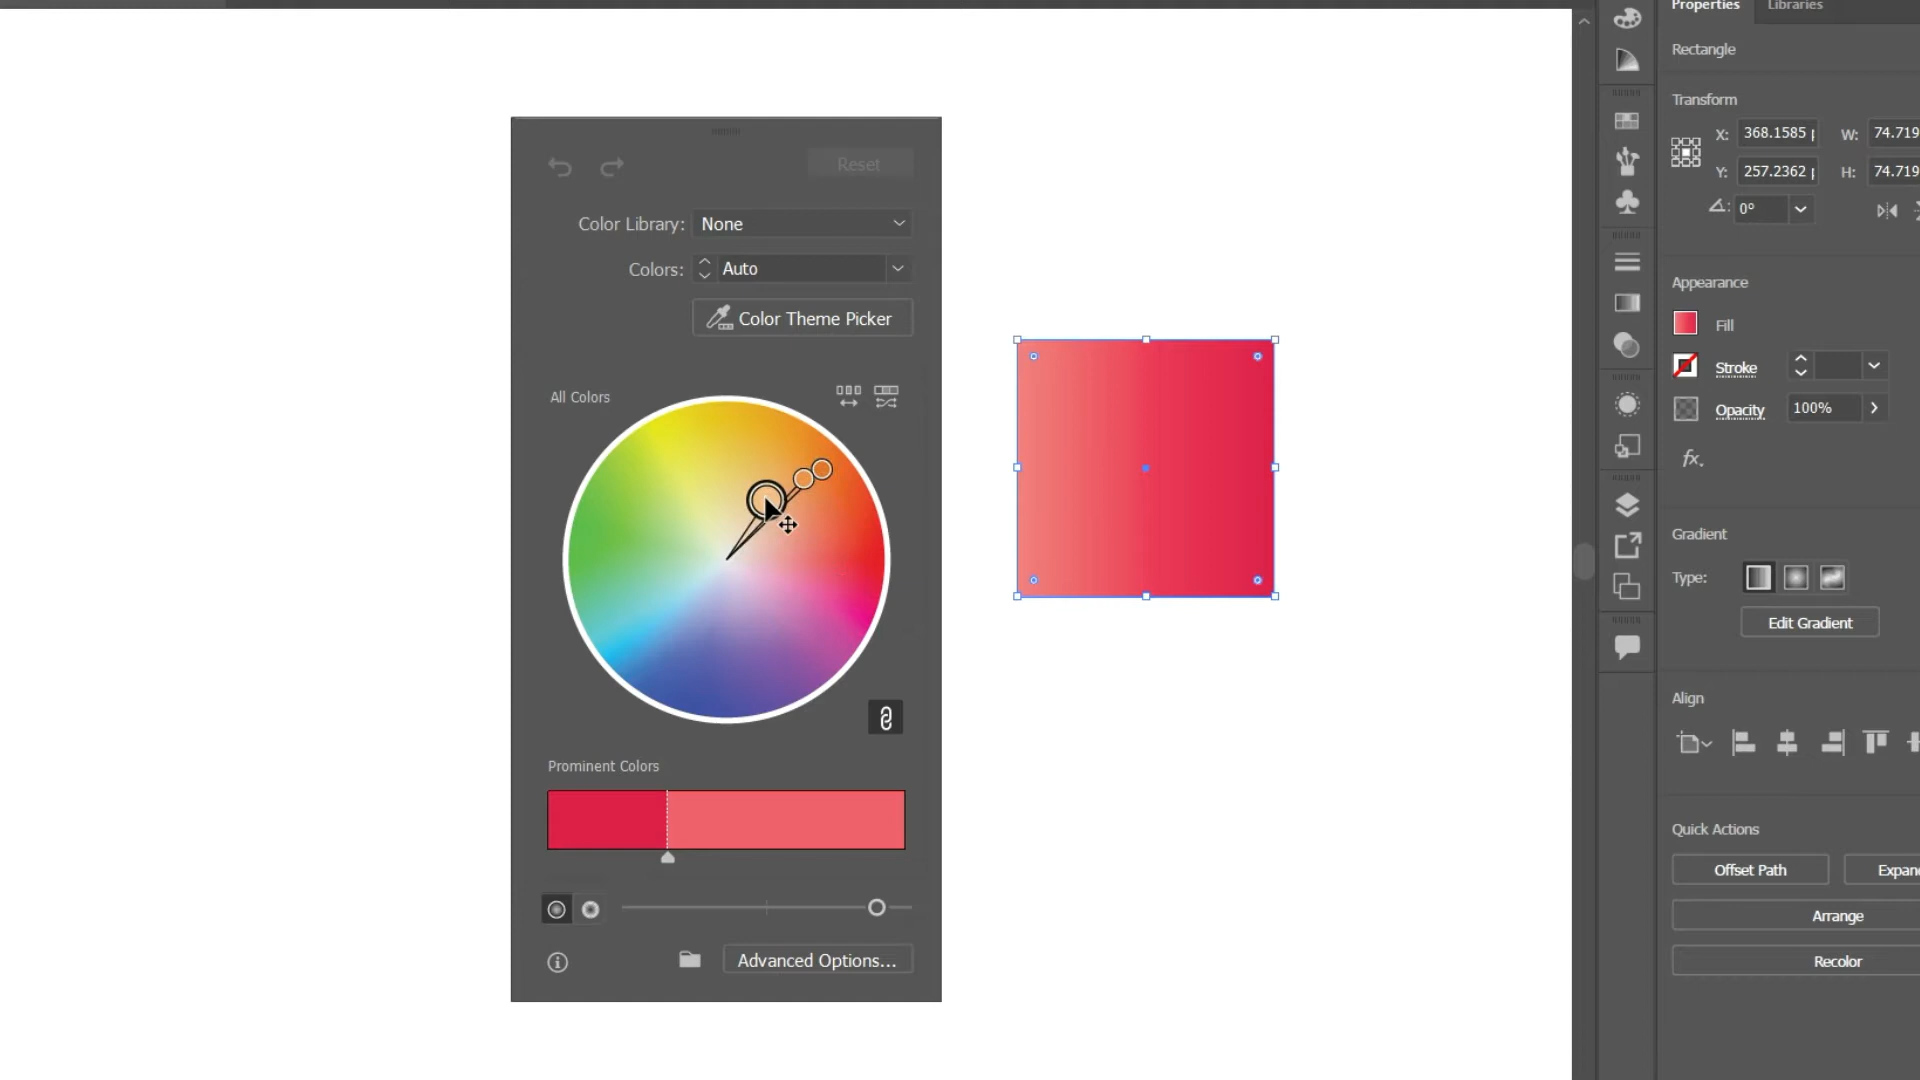 Properties Libraries
Rectangle
Transform
X: 368.1585 W: 74.719
Y: 257.2362 H: 74.719
0°
Appearance
Fill
Stroke
Opacity 100%
fx.
Gradient
Type:
Edit Gradient
Align
Quick Actions
Offset Path Expan
Arrange
Recolor
Reset
Color Library: None
Colors: Auto
Color Theme Picker
All Colors
Prominent Colors
Advanced Options...